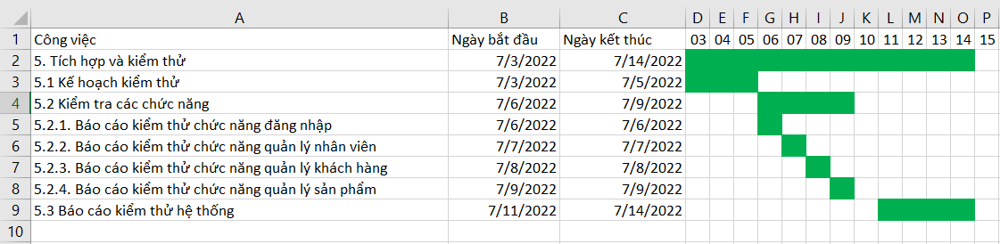 A B C D E F G H I J K L M N O P
1 Công việc Ngày bắt đầu Ngày kết thúc 03 04 05 06 07 08 09 10 11 12 13 14 15
2 5. Tích hợp và kiểm thử 7/3/2022 7/14/2022
3 5.1 Kế hoạch kiểm thử 7/3/2022 7/5/2022
4 5.2 Kiểm tra các chức năng 7/6/2022 7/9/2022
5 5.2.1. Báo cáo kiểm thử chức năng đăng nhập 7/6/2022 7/6/2022
6 5.2.2. Báo cáo kiểm thử chức năng quản lý nhân viên 7/7/2022 7/7/2022
7 5.2.3. Báo cáo kiểm thử chức năng quản lý khách hàng 7/8/2022 7/8/2022
8 5.2.4. Báo cáo kiểm thử chức năng quản lý sản phẩm 7/9/2022 7/9/2022
9 5.3 Báo cáo kiểm thử hệ thống 7/11/2022 7/14/2022
10